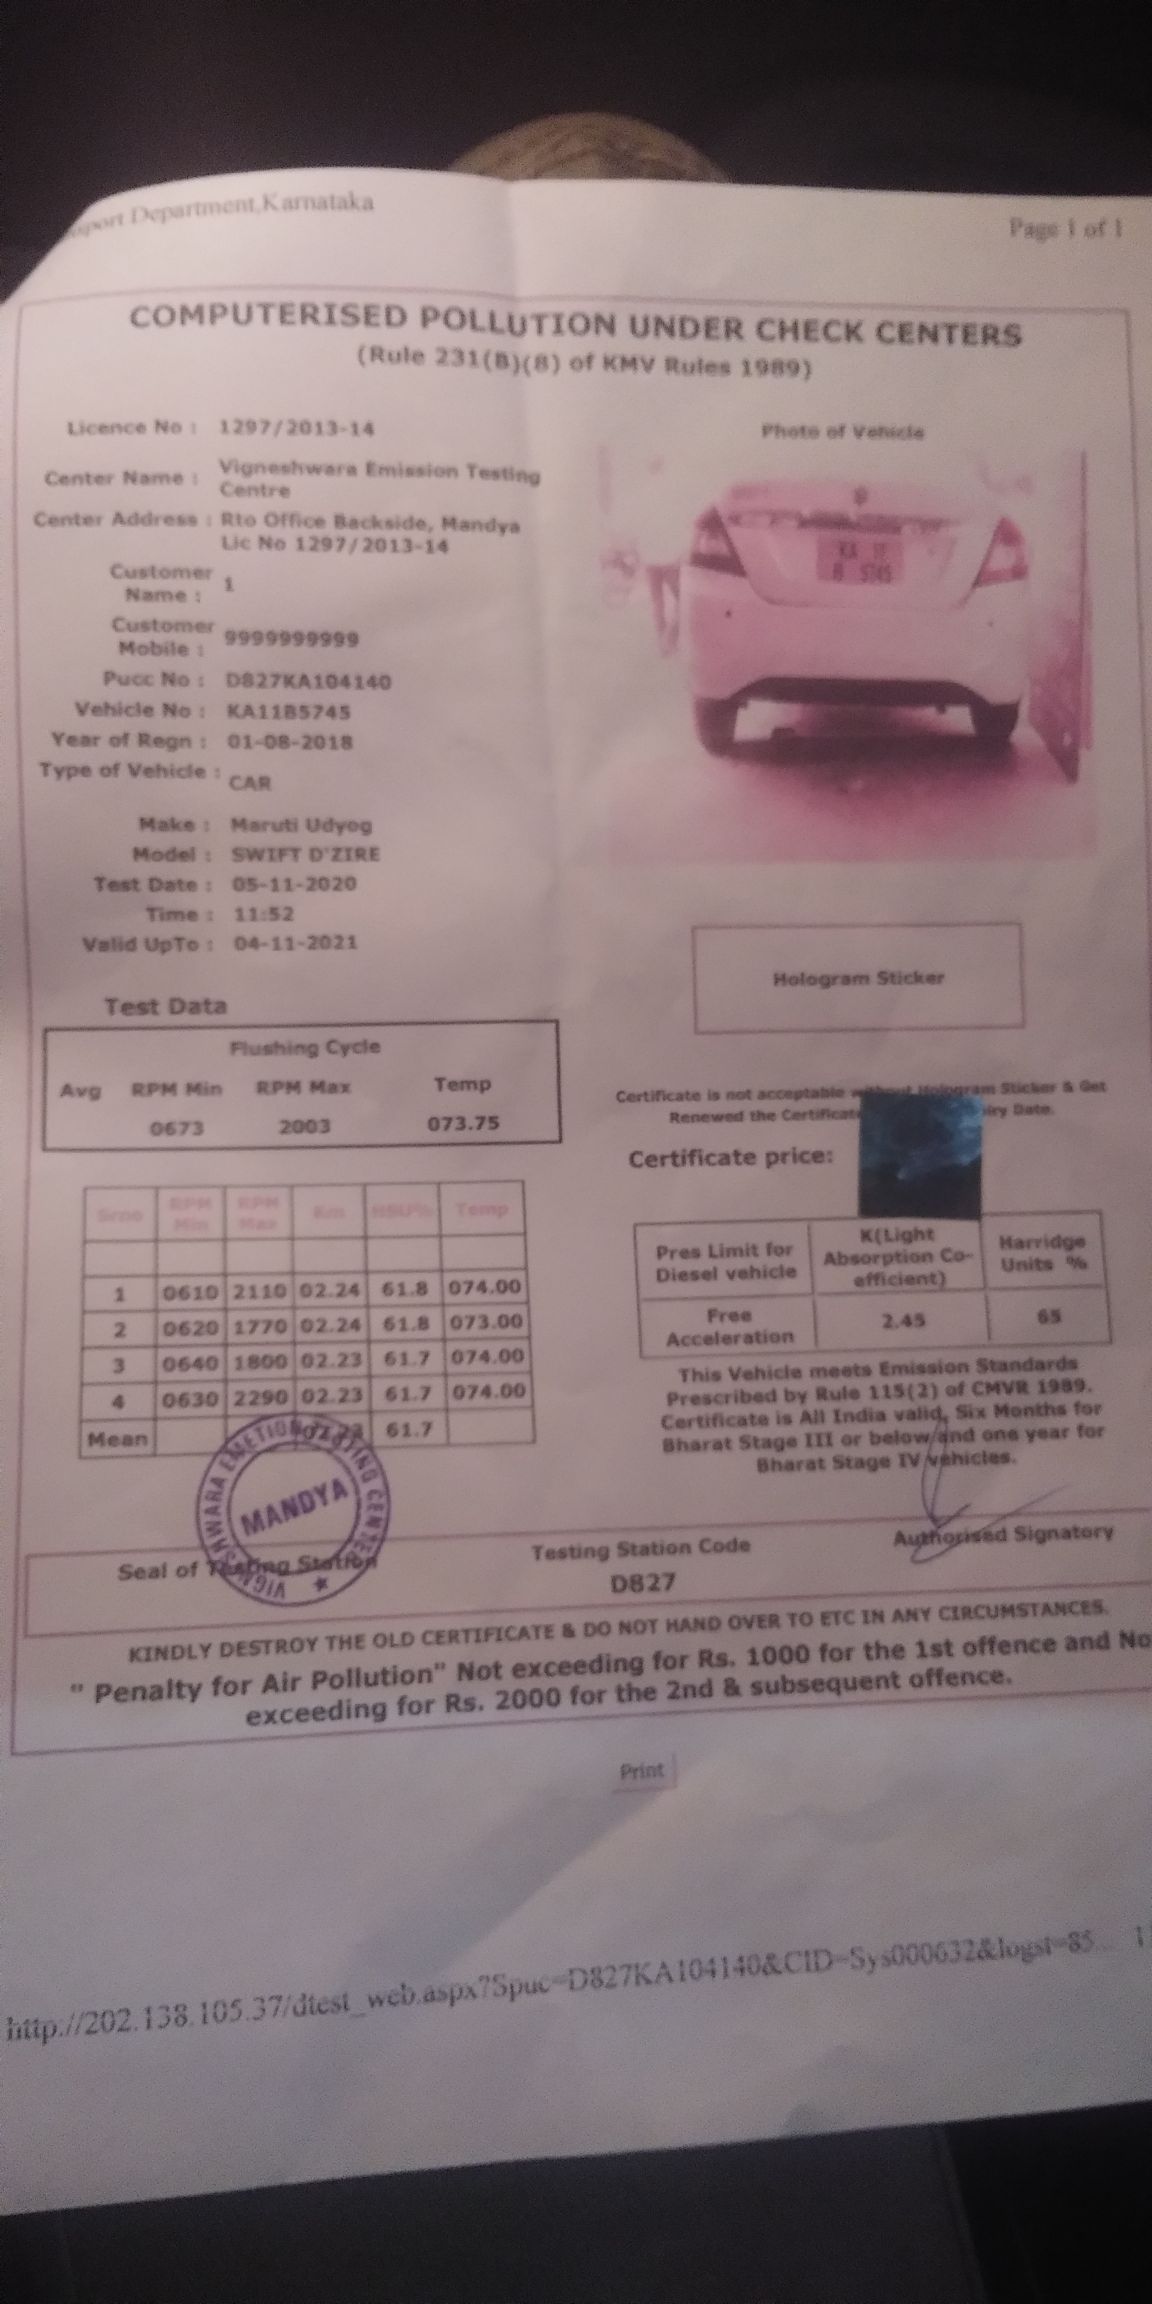 Department,Karnataka
Page 1 of 1
COMPUTERISED POLLUTION UNDER CHECK CENTERS
(Rule 231(B)(8) of KMV Rules 1989)
Licence No : 1297/2013-14
Center Name : Vigneshwara Emission Testing
Centre
Center Address : Rto Office Backside, Mandya
Lic No 1297/2013-14
Customer
Name : 1
Customer
Mobile : 9999999999
Pucc No : D827KA104140
Vehicle No : KA11B5745
Year of Regn : 01-08-2018
Type of Vehicle : CAR
Make : Maruti Udyog
Model : SWIFT D'ZIRE
Test Date : 05-11-2020
Time : 11:52
Valid UpTo : 04-11-2021
Photo of Vehicle
KA 11
B 5745
Hologram Sticker
Test Data
Flushing Cycle
Avg RPM Min RPM Max Temp
0673 2003 073.75
Certificate is not acceptable without Hologram Sticker & Get
Renewed the Certificate Date.
Certificate price:
Srno RPM Min RPM Max Km HSU% Temp
1 0610 2110 02.24 61.8 074.00
2 0620 1770 02.24 61.8 073.00
3 0640 1800 02.23 61.7 074.00
4 0630 2290 02.23 61.7 074.00
Mean 61.7
Pres Limit for
Diesel vehicle
K(Light
Absorption Co-
efficient)
Harridge
Units %
Free
Acceleration
2.45
65
This Vehicle meets Emission Standards
Prescribed by Rule 115(2) of CMVR 1989.
Certificate is All India valid, Six Months for
Bharat Stage III or below and one year for
Bharat Stage IV vehicles.
VIGNESHWARA EMETION TESTING CENTER
MANDYA
Seal of Testing Station
Testing Station Code
D827
Authorised Signatory
KINDLY DESTROY THE OLD CERTIFICATE & DO NOT HAND OVER TO ETC IN ANY CIRCUMSTANCES.
" Penalty for Air Pollution" Not exceeding for Rs. 1000 for the 1st offence and No
exceeding for Rs. 2000 for the 2nd & subsequent offence.
Print
http://202.138.105.37/dtest_web.aspx?Spuc=D827KA104140&CID=Sys000632&logst=85...